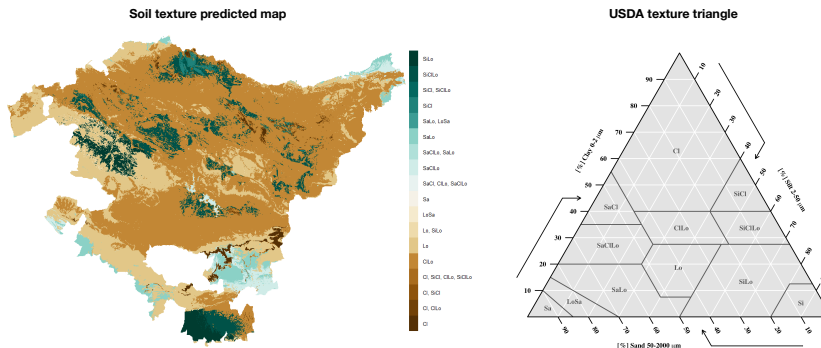 Soil texture predicted map
SiLo
SiClLo
SiCl, SiClLo
SiCl
SaLo, LoSa
SaLo
SaClLo, SaLo
SaClLo
SaCl, ClLo, SaClLo
Sa
LoSa
Lo, SiLo
Lo
ClLo
Cl, SiCl, ClLo, SiClLo
Cl, SiCl
Cl, ClLo
Cl
USDA texture triangle
[%] Clay 0-2 µm
90
80
70
60
50
40
30
20
10
[%] Silt 2-50 µm
10
20
30
40
50
60
70
80
Cl
SiCl
SaCl
ClLo
SiClLo
SaClLo
Lo
SiLo
SaLo
Si
LoSa
Sa
90
80
70
60
50
40
30
20
10
[%] Sand 50-2000 µm